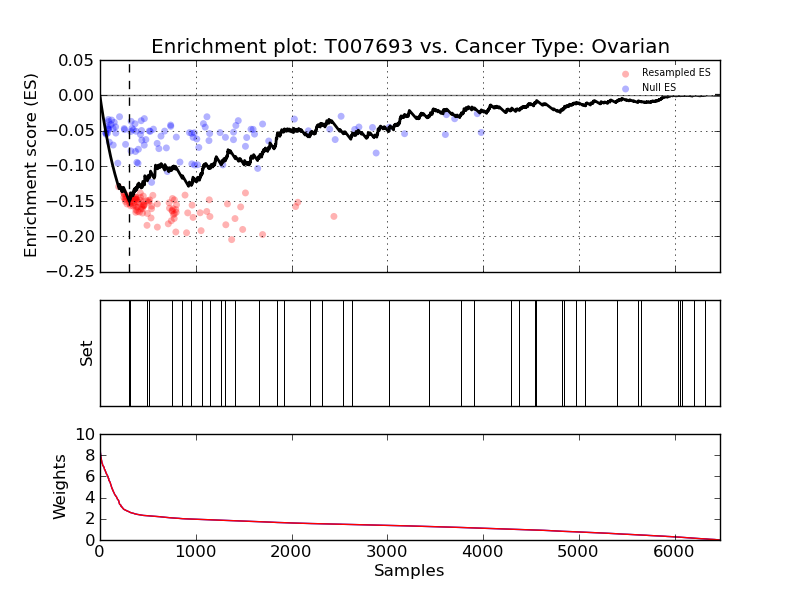 Enrichment plot: T007693 vs. Cancer Type: Ovarian
Enrichment score (ES)
0.05
0.00
−0.05
−0.10
−0.15
−0.20
−0.25
Resampled ES
Null ES
Set
Weights
10
8
6
4
2
0
0 1000 2000 3000 4000 5000 6000
Samples